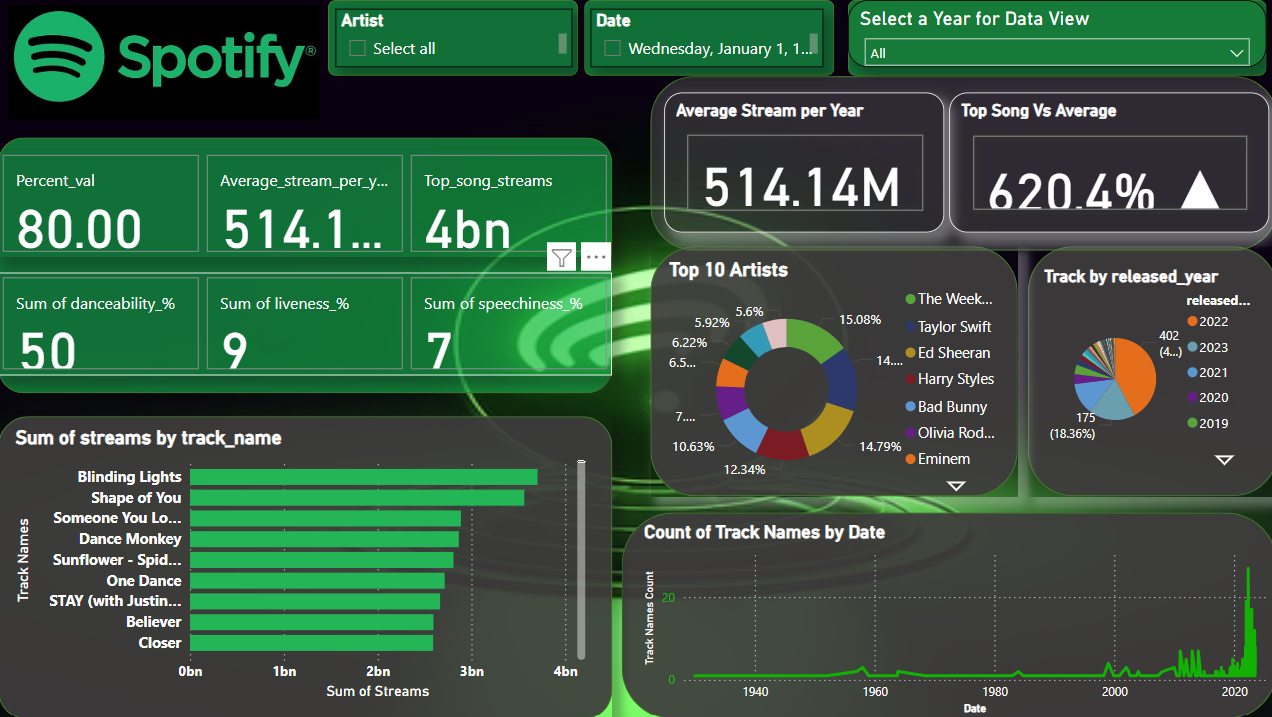 Spotify®
Artist
Select all
Date
Wednesday, January 1, 1...
Select a Year for Data View
All
Percent_val
80.00
Average_stream_per_y...
514.1...
Top_song_streams
4bn
Sum of danceability_%
50
Sum of liveness_%
9
Sum of speechiness_%
7
Average Stream per Year
514.14M
Top Song Vs Average
620.4%
Top 10 Artists
15.08%
14....
14.79%
12.34%
10.63%
7....
6.5...
6.22%
5.92%
5.6%
The Week...
Taylor Swift
Ed Sheeran
Harry Styles
Bad Bunny
Olivia Rod...
Eminem
Track by released_year
402
(4...)
175
(18.36%)
released...
2022
2023
2021
2020
2019
Sum of streams by track_name
Track Names
Blinding Lights
Shape of You
Someone You Lo...
Dance Monkey
Sunflower - Spid...
One Dance
STAY (with Justin...
Believer
Closer
0bn
1bn
2bn
3bn
4bn
Sum of Streams
Count of Track Names by Date
Track Names Count
20
0
1940
1960
1980
2000
2020
Date